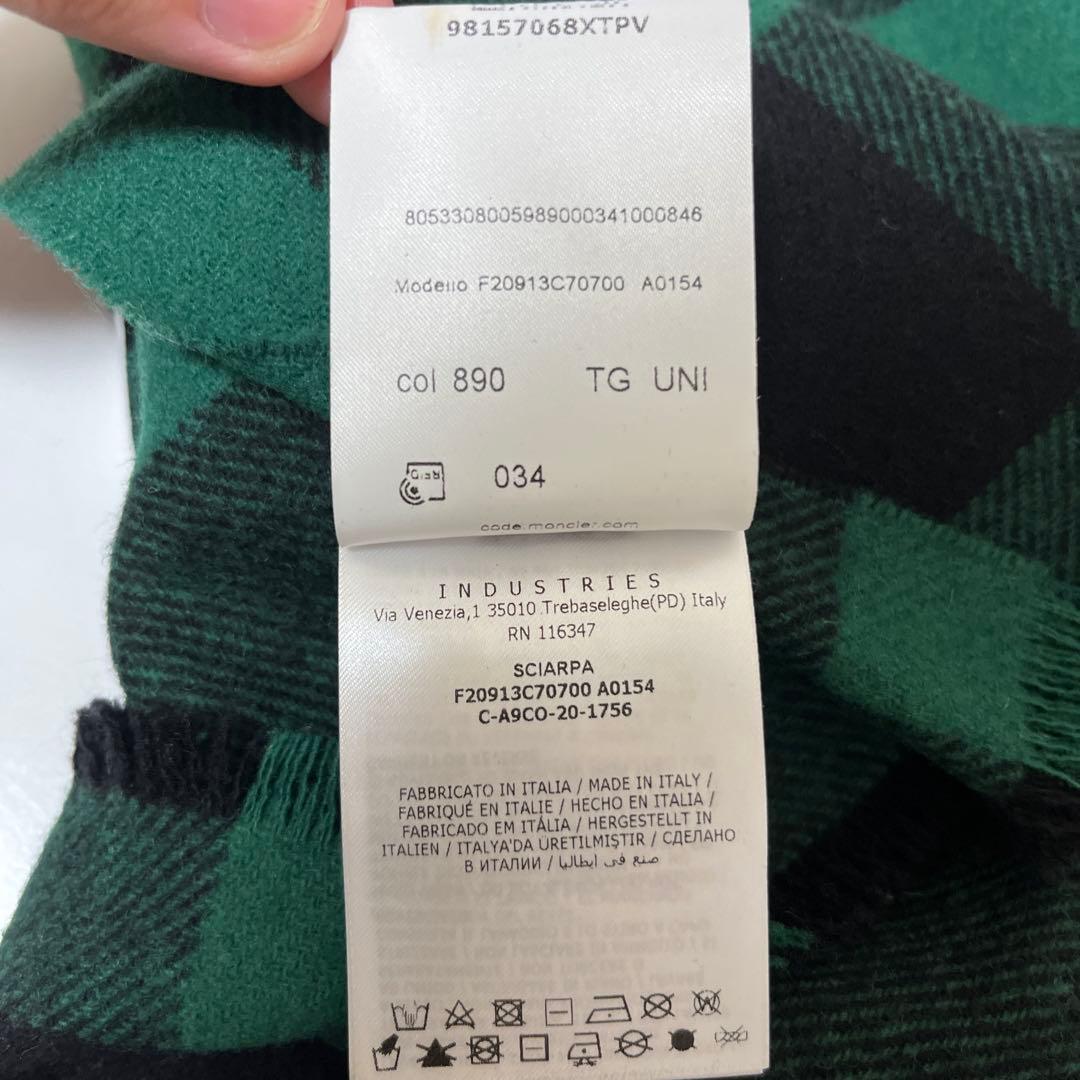 98157068XTPV
8053308005989000341000846
Modello F20913C70700 A0154
col 890 TG UNI
034
code.moncler.com
INDUSTRIES
Via Venezia,1 35010 Trebaseleghe(PD) Italy
RN 116347
SCIARPA
F20913C70700 A0154
C-A9CO-20-1756
FABBRICATO IN ITALIA / MADE IN ITALY /
FABRIQUÉ EN ITALIE / HECHO EN ITALIA /
FABRICADO EM ITÁLIA / HERGESTELLT IN
ITALIEN / ITALYA'DA ÜRETILMIŞTIR / СДЕЛАНО
В ИТАЛИИ / صنع في ايطاليا